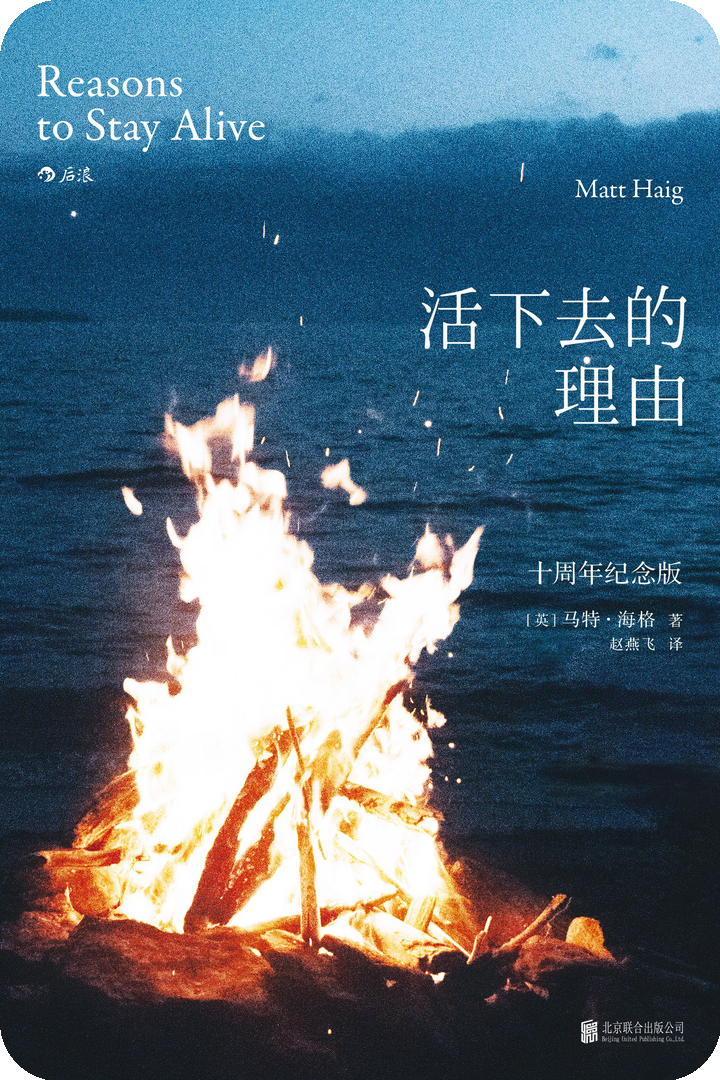 Reasons
to Stay Alive
后浪
Matt Haig
活下去的
理由
十周年纪念版
[英] 马特·海格 著
赵燕飞 译
北京联合出版公司
Beijing United Publishing Co.,Ltd.